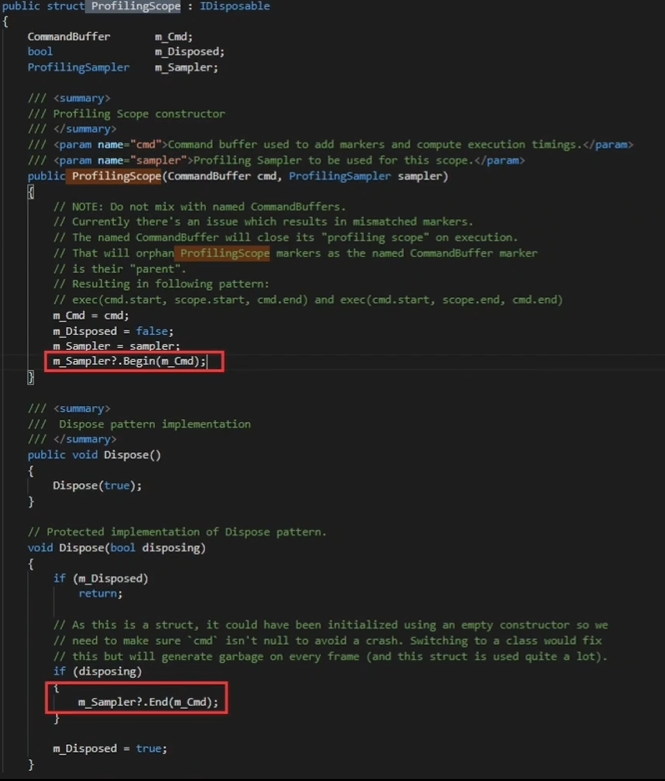 public struct ProfilingScope : IDisposable
{
CommandBuffer m_Cmd;
bool m_Disposed;
ProfilingSampler m_Sampler;
/// <summary>
/// Profiling Scope constructor
/// </summary>
/// <param name="cmd">Command buffer used to add markers and compute execution timings.</param>
/// <param name="sampler">Profiling Sampler to be used for this scope.</param>
public ProfilingScope(CommandBuffer cmd, ProfilingSampler sampler)
{
// NOTE: Do not mix with named CommandBuffers.
// Currently there's an issue which results in mismatched markers.
// The named CommandBuffer will close its "profiling scope" on execution.
// That will orphan ProfilingScope markers as the named CommandBuffer marker
// is their "parent".
// Resulting in following pattern:
// exec(cmd.start, scope.start, cmd.end) and exec(cmd.start, scope.end, cmd.end)
m_Cmd = cmd;
m_Disposed = false;
m_Sampler = sampler;
m_Sampler?.Begin(m_Cmd);
}
/// <summary>
/// Dispose pattern implementation
/// </summary>
public void Dispose()
{
Dispose(true);
}
// Protected implementation of Dispose pattern.
void Dispose(bool disposing)
{
if (m_Disposed)
return;
// As this is a struct, it could have been initialized using an empty constructor so we
// need to make sure `cmd` isn't null to avoid a crash. Switching to a class would fix
// this but will generate garbage on every frame (and this struct is used quite a lot).
if (disposing)
{
m_Sampler?.End(m_Cmd);
}
m_Disposed = true;
}